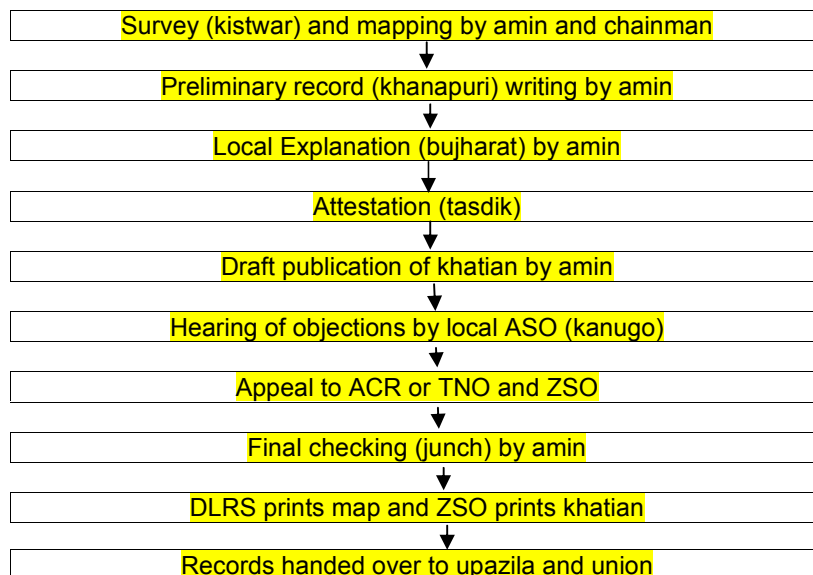 Survey (kistwar) and mapping by amin and chainman
Preliminary record (khanapuri) writing by amin
Local Explanation (bujharat) by amin
Attestation (tasdik)
Draft publication of khatian by amin
Hearing of objections by local ASO (kanugo)
Appeal to ACR or TNO and ZSO
Final checking (junch) by amin
DLRS prints map and ZSO prints khatian
Records handed over to upazila and union